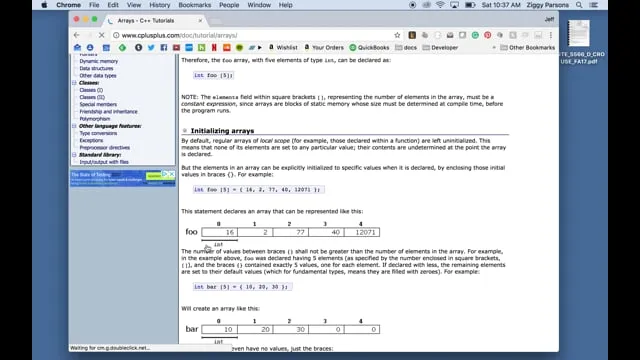 Chrome File Edit View History Bookmarks People Window Help
Sat 10:37 AM Ziggy Parsons
Arrays - C++ Tutorials
Jeff
www.cplusplus.com/doc/tutorial/arrays/
Apps
Wishlist
Your Orders
QuickBooks
download
Other Bookmarks
USE_FA17.pdf
Pointers
Dynamic memory
Data structures
Other data types
Classes:
Classes (I)
Classes (II)
Special members
Friendship and inheritance
Polymorphism
Other language features:
Type conversions
Exceptions
Preprocessor directives
Standard library:
Input/output with files
The State of Testing
Therefore, the foo array, with five elements of type int, can be declared as:
int foo [5];
NOTE: The elements field within square brackets [], representing the number of elements in the array, must be a
constant expression, since arrays are blocks of static memory whose size must be determined at compile time, before
the program runs.
Initializing arrays
By default, regular arrays of local scope (for example, those declared within a function) are left uninitialized. This
means that none of its elements are set to any particular value; their contents are undetermined at the point the array
is declared.
But the elements in an array can be explicitly initialized to specific values when it is declared, by enclosing those
initial values in braces {}. For example:
int foo [5] = { 16, 2, 77, 40, 12071 };
This statement declares an array that can be represented like this:
0 1 2 3 4
foo 16 2 77 40 12071
int
The number of values between braces {} shall not be greater than the number of elements in the array. For example,
in the example above, foo was declared having 5 elements (as specified by the number enclosed in square brackets,
[]), and the braces {} contained exactly 5 values, one for each element. If declared with less, the remaining elements
are set to their default values (which for fundamental types, means they are filled with zeroes). For example:
int bar [5] = { 10, 20, 30 };
Will create an array like this:
0 1 2 3 4
bar 10 20 30 0 0
int
even have no values, just the braces:
Waiting for cm.g.doubleclick.net...